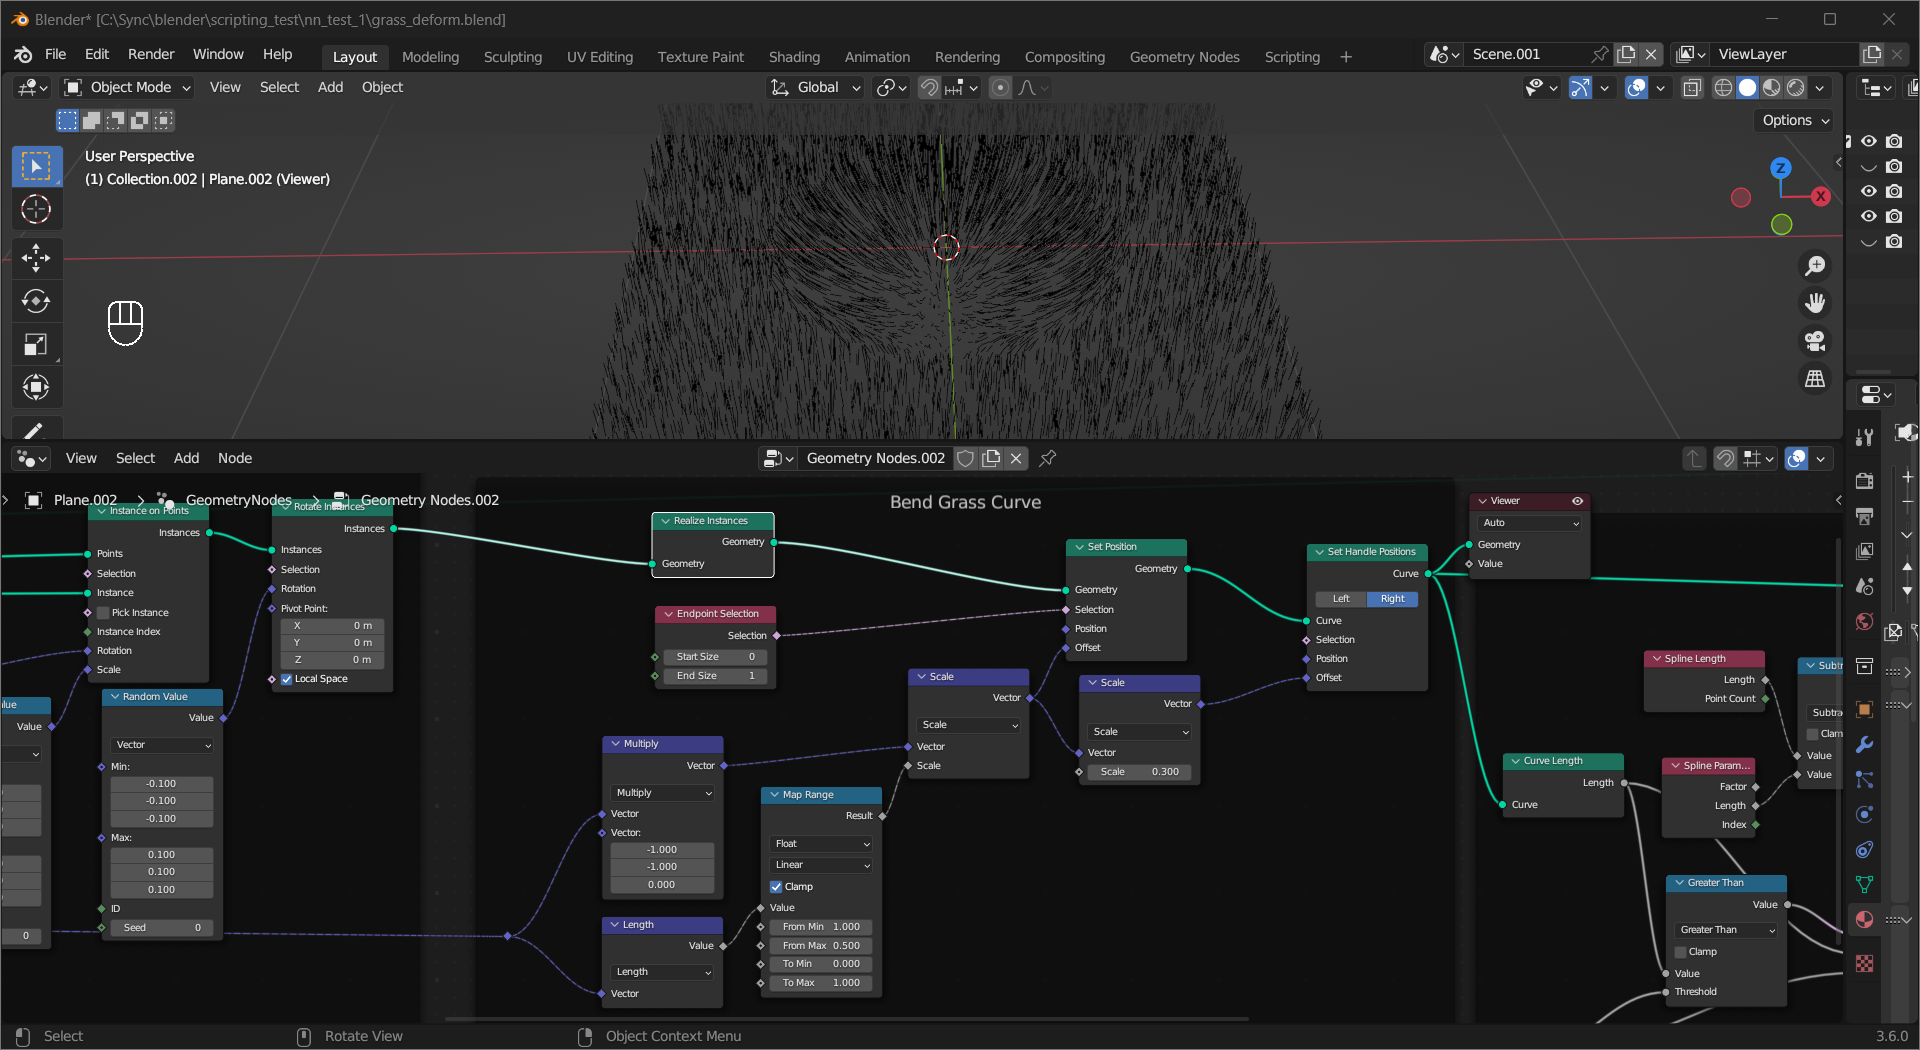 Blender* [C:\Sync\blender\scripting_test\nn_test_1\grass_deform.blend]
File Edit Render Window Help Layout Modeling Sculpting UV Editing Texture Paint Shading Animation Rendering Compositing Geometry Nodes Scripting + Scene.001 ViewLayer
Object Mode View Select Add Object Global
Options
User Perspective
(1) Collection.002 | Plane.002 (Viewer)
Z
X
View Select Add Node Geometry Nodes.002
Plane.002 > GeometryNodes > Geometry Nodes.002
Bend Grass Curve
Instance on Points
Instances
Points
Selection
Instance
Pick Instance
Instance Index
Rotation
Scale
Rotate Instances
Instances
Instances
Selection
Rotation
Pivot Point:
X 0 m
Y 0 m
Z 0 m
Local Space
Value
0
Random Value
Value
Vector
Min:
-0.100
-0.100
-0.100
Max:
0.100
0.100
0.100
ID
Seed 0
Realize Instances
Geometry
Geometry
Endpoint Selection
Selection
Start Size 0
End Size 1
Multiply
Vector
Multiply
Vector
Vector:
-1.000
-1.000
0.000
Length
Value
Length
Vector
Map Range
Result
Float
Linear
Clamp
Value
From Min 1.000
From Max 0.500
To Min 0.000
To Max 1.000
Scale
Vector
Scale
Vector
Scale
Set Position
Geometry
Geometry
Selection
Position
Offset
Scale
Vector
Scale
Vector
Scale 0.300
Set Handle Positions
Curve
Left Right
Curve
Selection
Position
Offset
Viewer
Auto
Geometry
Value
Spline Length
Length
Point Count
Curve Length
Length
Curve
Spline Param...
Factor
Length
Index
Subtr
Subtra
Clam
Value
Value
Greater Than
Value
Greater Than
Clamp
Value
Threshold
Select Rotate View Object Context Menu 3.6.0